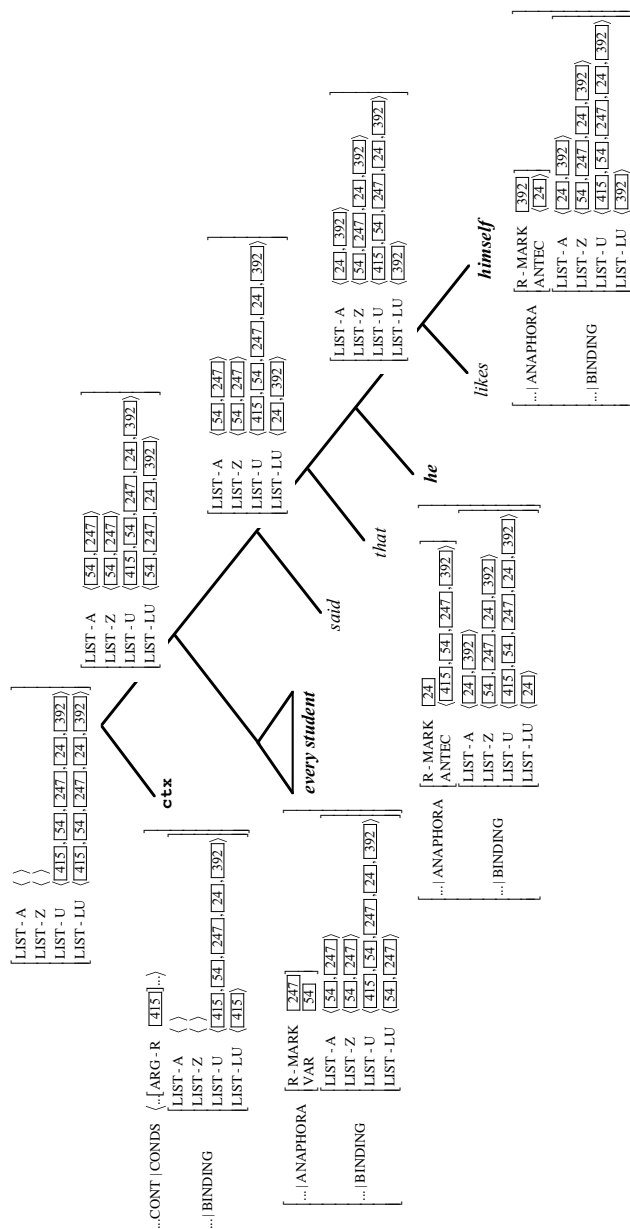 LIST-A ⟨⟩
LIST-Z ⟨⟩
LIST-U ⟨415, 54, 247, 24, 392⟩
LIST-LU ⟨415, 54, 247, 24, 392⟩
LIST-A ⟨54, 247⟩
LIST-Z ⟨54, 247⟩
LIST-U ⟨415, 54, 247, 24, 392⟩
LIST-LU ⟨54, 247, 24, 392⟩
ctx
...CONT|CONDS ⟨...[ARG-R 415]...⟩
LIST-A ⟨⟩
LIST-Z ⟨⟩
...|BINDING
LIST-U ⟨415, 54, 247, 24, 392⟩
LIST-LU ⟨415⟩
LIST-A ⟨54, 247⟩
LIST-Z ⟨54, 247⟩
LIST-U ⟨415, 54, 247, 24, 392⟩
LIST-LU ⟨24, 392⟩
every student
said
...|ANAPHORA
R-MARK 247
VAR 54
LIST-A ⟨54, 247⟩
LIST-Z ⟨54, 247⟩
...|BINDING
LIST-U ⟨415, 54, 247, 24, 392⟩
LIST-LU ⟨54, 247⟩
LIST-A ⟨24, 392⟩
LIST-Z ⟨54, 247, 24, 392⟩
LIST-U ⟨415, 54, 247, 24, 392⟩
LIST-LU ⟨392⟩
that
he
...|ANAPHORA
R-MARK 24
ANTEC ⟨415, 54, 247, 392⟩
LIST-A ⟨24, 392⟩
LIST-Z ⟨54, 247, 24, 392⟩
...|BINDING
LIST-U ⟨415, 54, 247, 24, 392⟩
LIST-LU ⟨24⟩
likes himself
...|ANAPHORA
R-MARK 392
ANTEC ⟨24⟩
LIST-A ⟨24, 392⟩
LIST-Z ⟨54, 247, 24, 392⟩
...|BINDING
LIST-U ⟨415, 54, 247, 24, 392⟩
LIST-LU ⟨392⟩